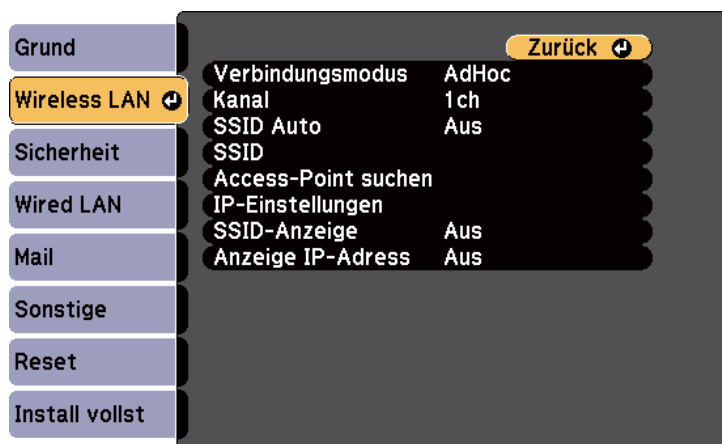 Grund
Wireless LAN
Sicherheit
Wired LAN
Mail
Sonstige
Reset
Install vollst
Zurück
Verbindungsmodus AdHoc
Kanal 1ch
SSID Auto Aus
SSID
Access-Point suchen
IP-Einstellungen
SSID-Anzeige Aus
Anzeige IP-Adress Aus